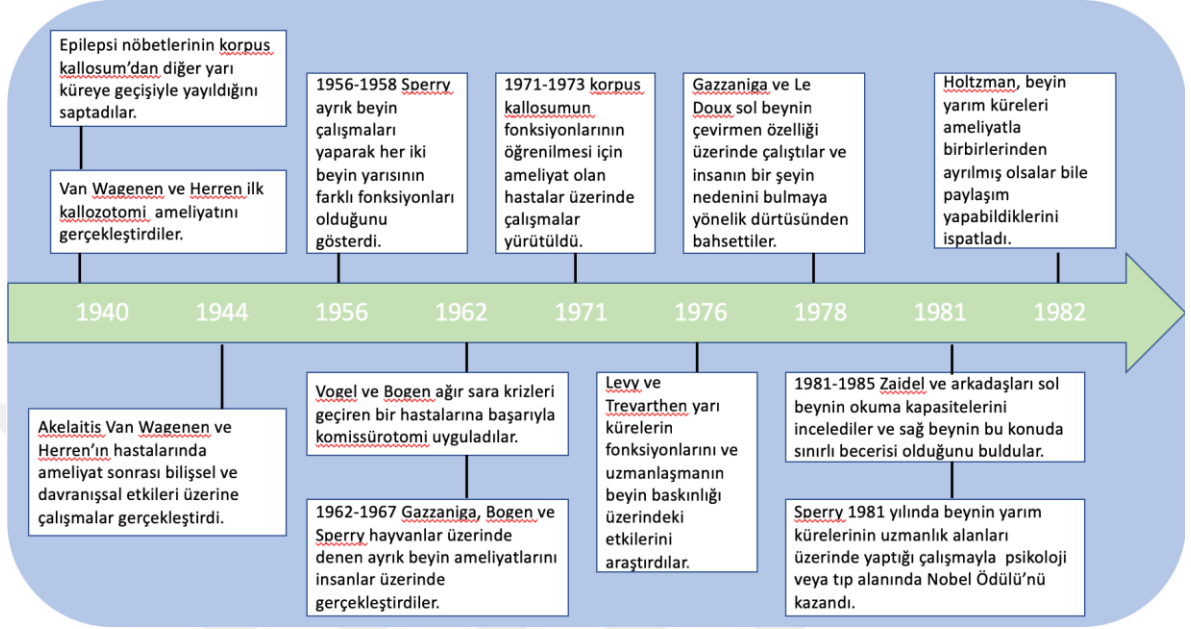 Epilepsi nöbetlerinin korpus
kallosum’dan diğer yarı
küreye geçişiyle yayıldığını
saptadılar.
Van Wagenen ve Herren ilk
kallozotomi ameliyatını
gerçekleştirdiler.
1956-1958 Sperry
ayrık beyin
çalışmaları
yaparak her iki
beyin yarısının
farklı fonksiyonları
olduğunu
gösterdi.
1971-1973 korpus
kallosumun
fonksiyonlarının
öğrenilmesi için
ameliyat olan
hastalar üzerinde
çalışmalar
yürütüldü.
Gazzaniga ve Le
Doux sol beynin
çevirmen özelliği
üzerinde çalıştılar ve
insanın bir şeyin
nedenini bulmaya
yönelik dürtüsünden
bahsettiler.
Holtzman, beyin
yarım küreleri
ameliyatla
birbirlerinden
ayrılmış olsalar bile
paylaşım
yapabildiklerini
ispatladı.
1940 1944 1956 1962 1971 1976 1978 1981 1982
Akelaitis Van Wagenen ve
Herren’ın hastalarında
ameliyat sonrası bilişsel ve
davranışsal etkileri üzerine
çalışmalar gerçekleştirdi.
Vogel ve Bogen ağır sara krizleri
geçiren bir hastalarına başarıyla
komissürotomi uyguladılar.
1962-1967 Gazzaniga, Bogen ve
Sperry hayvanlar üzerinde
denen ayrık beyin ameliyatlarını
insanlar üzerinde
gerçekleştirdiler.
Levy ve
Trevarthen yarı
kürelerin
fonksiyonlarını ve
uzmanlaşmanın
beyin baskınlığı
üzerindeki
etkilerini
araştırdılar.
1981-1985 Zaidel ve arkadaşları sol
beynin okuma kapasitelerini
incelediler ve sağ beynin bu konuda
sınırlı becerisi olduğunu buldular.
Sperry 1981 yılında beynin yarım
kürelerinin uzmanlık alanları
üzerinde yaptığı çalışmayla psikoloji
veya tıp alanında Nobel Ödülü’nü
kazandı.